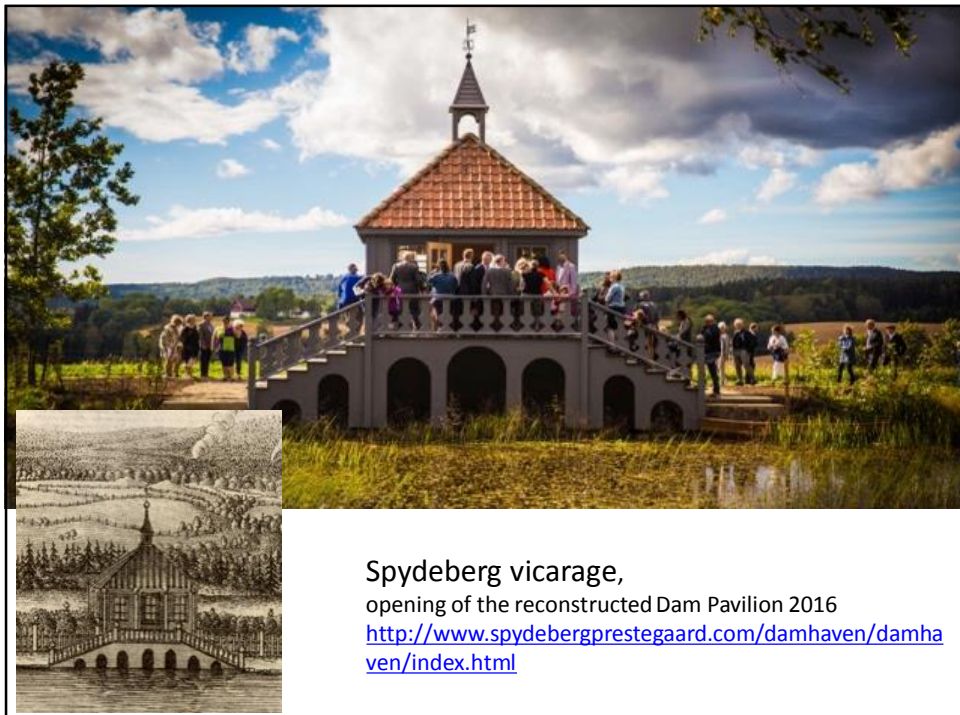 Spydeberg vicarage,
opening of the reconstructed Dam Pavilion 2016
http://www.spydebergprestegaard.com/damhaven/damha
ven/index.html